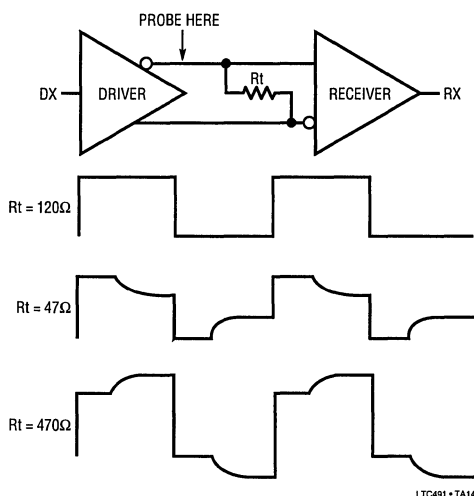 PROBE HERE
Rt
DX
DRIVER
RECEIVER
RX
Rt = 120Ω
Rt = 47Ω
Rt = 470Ω
LTC491 • TA14